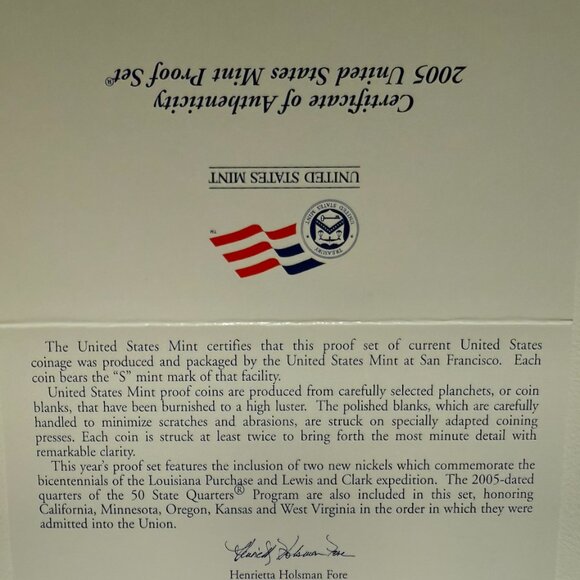 Certificate of Authenticity
2005 United States Mint Proof Set®
UNITED STATES MINT
TREASURY
UNITED STATES MINT
™
The United States Mint certifies that this proof set of current United States
coinage was produced and packaged by the United States Mint at San Francisco. Each
coin bears the “S” mint mark of that facility.
United States Mint proof coins are produced from carefully selected planchets, or coin
blanks, that have been burnished to a high luster. The polished blanks, which are carefully
handled to minimize scratches and abrasions, are struck on specially adapted coining
presses. Each coin is struck at least twice to bring forth the most minute detail with
remarkable clarity.
This year's proof set features the inclusion of two new nickels which commemorate the
bicentennials of the Louisiana Purchase and Lewis and Clark expedition. The 2005-dated
quarters of the 50 State Quarters® Program are also included in this set, honoring
California, Minnesota, Oregon, Kansas and West Virginia in the order in which they were
admitted into the Union.
Henrietta Holsman Fore
Henrietta Holsman Fore